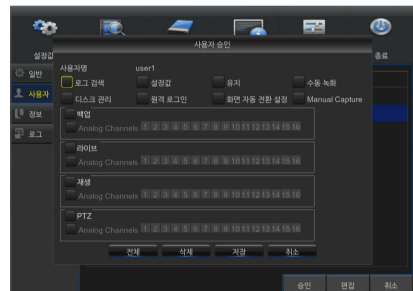 사용자 승인
설정값
종료
사용자명 user1
일반
로그 검색 설정값 유지 수동 녹화
사용자
디스크 관리 원격 로그인 화면 자동 전환 설정 Manual Capture
정보
백업
Analog Channels 1 2 3 4 5 6 7 8 9 10 11 12 13 14 15 16
로그
라이브
Analog Channels 1 2 3 4 5 6 7 8 9 10 11 12 13 14 15 16
재생
Analog Channels 1 2 3 4 5 6 7 8 9 10 11 12 13 14 15 16
PTZ
Analog Channels 1 2 3 4 5 6 7 8 9 10 11 12 13 14 15 16
전체 삭제 저장 취소
승인 편집 취소